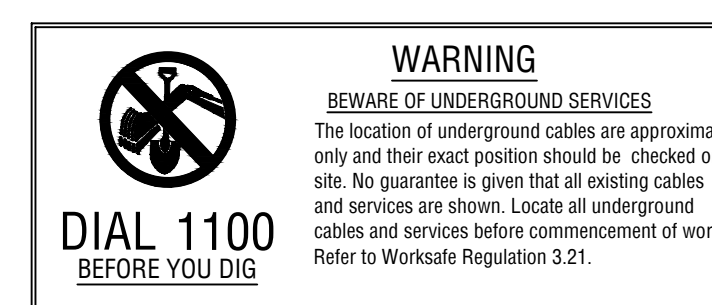 WARNING
BEWARE OF UNDERGROUND SERVICES
The location of underground cables are approxima
only and their exact position should be checked o
site. No guarantee is given that all existing cables
and services are shown. Locate all underground
cables and services before commencement of wor
Refer to Worksafe Regulation 3.21.
DIAL 1100
BEFORE YOU DIG